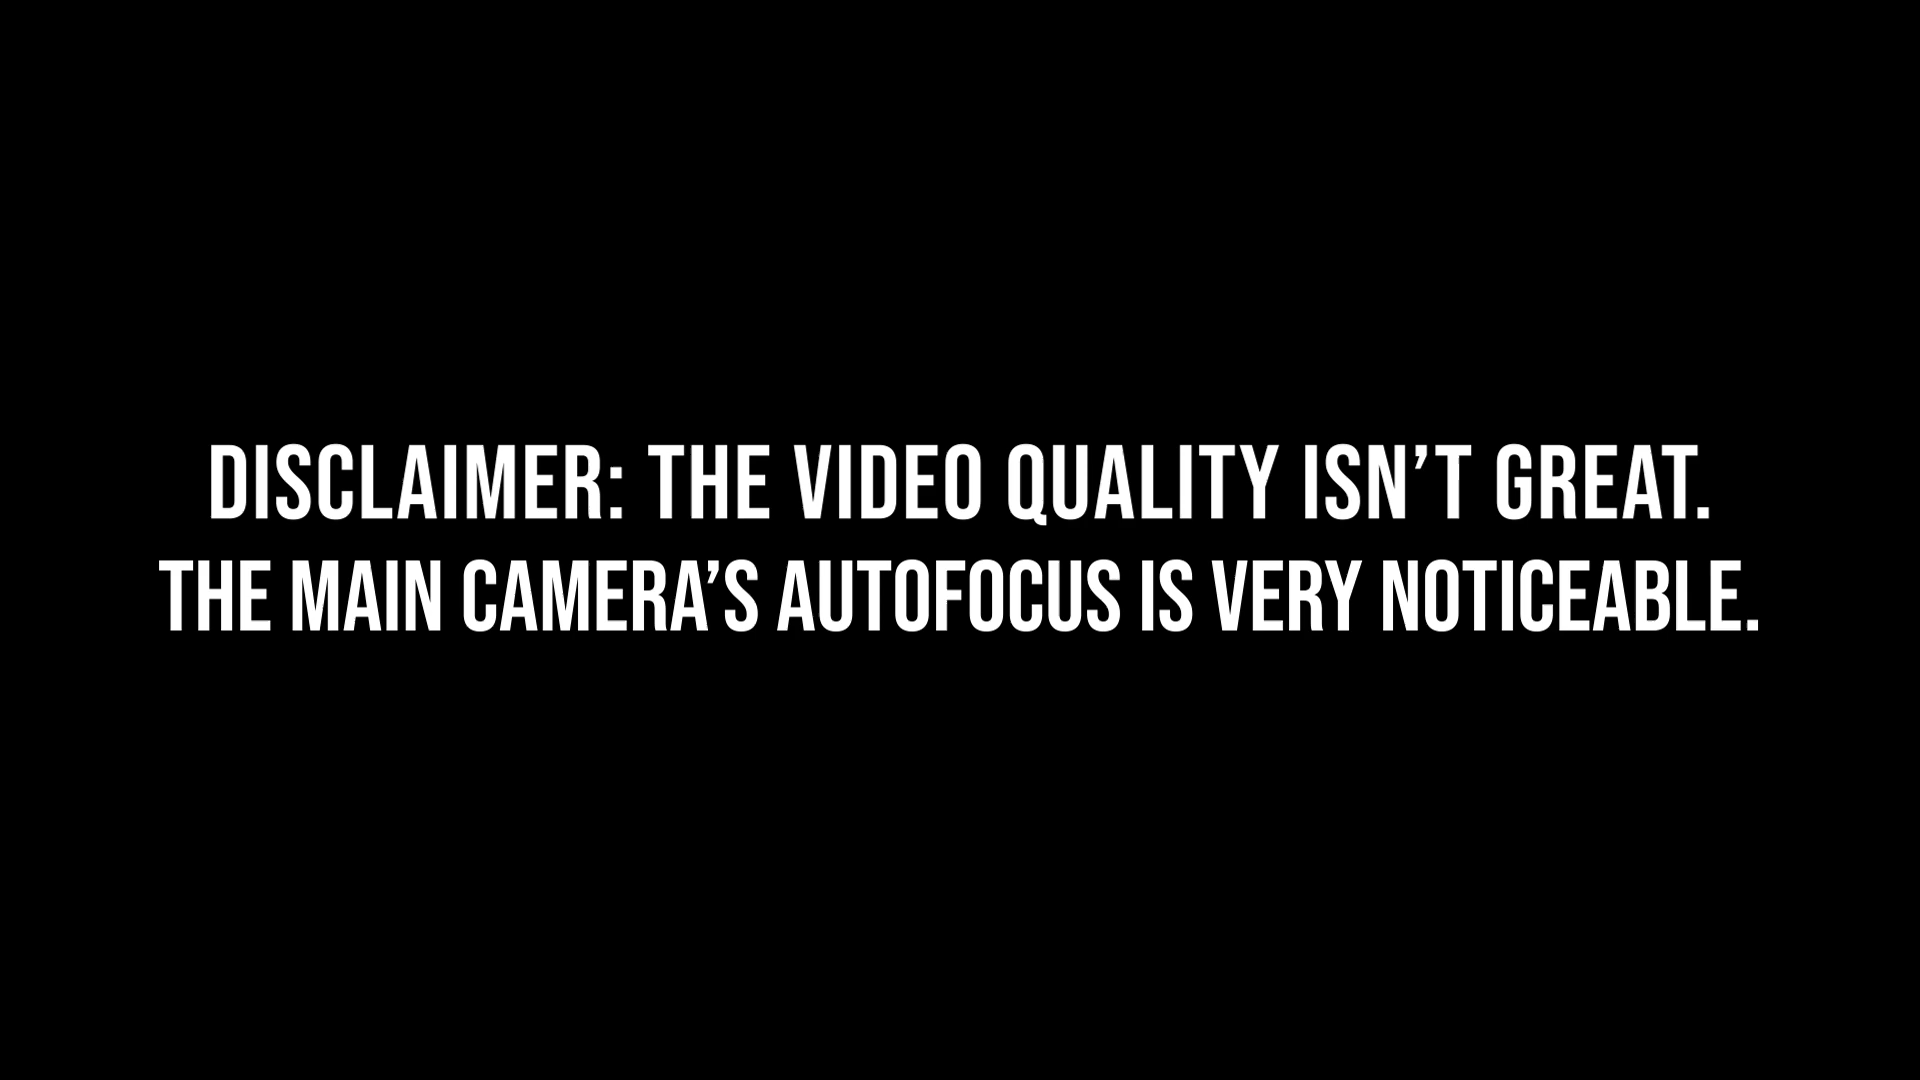 DISCLAIMER: THE VIDEO QUALITY ISN’T GREAT.
THE MAIN CAMERA’S AUTOFOCUS IS VERY NOTICEABLE.